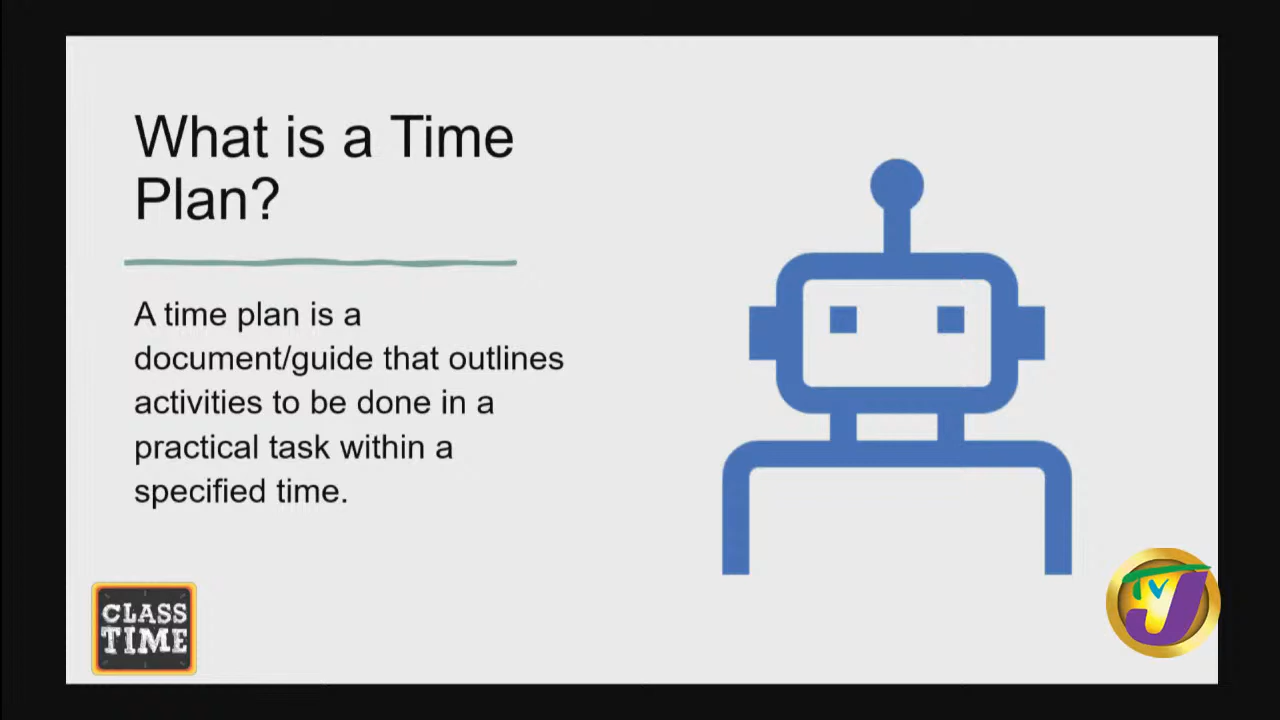 What is a Time
Plan?
A time plan is a
document/guide that outlines
activities to be done in a
practical task within a
specified time.
CLASS
TIME
TVJ